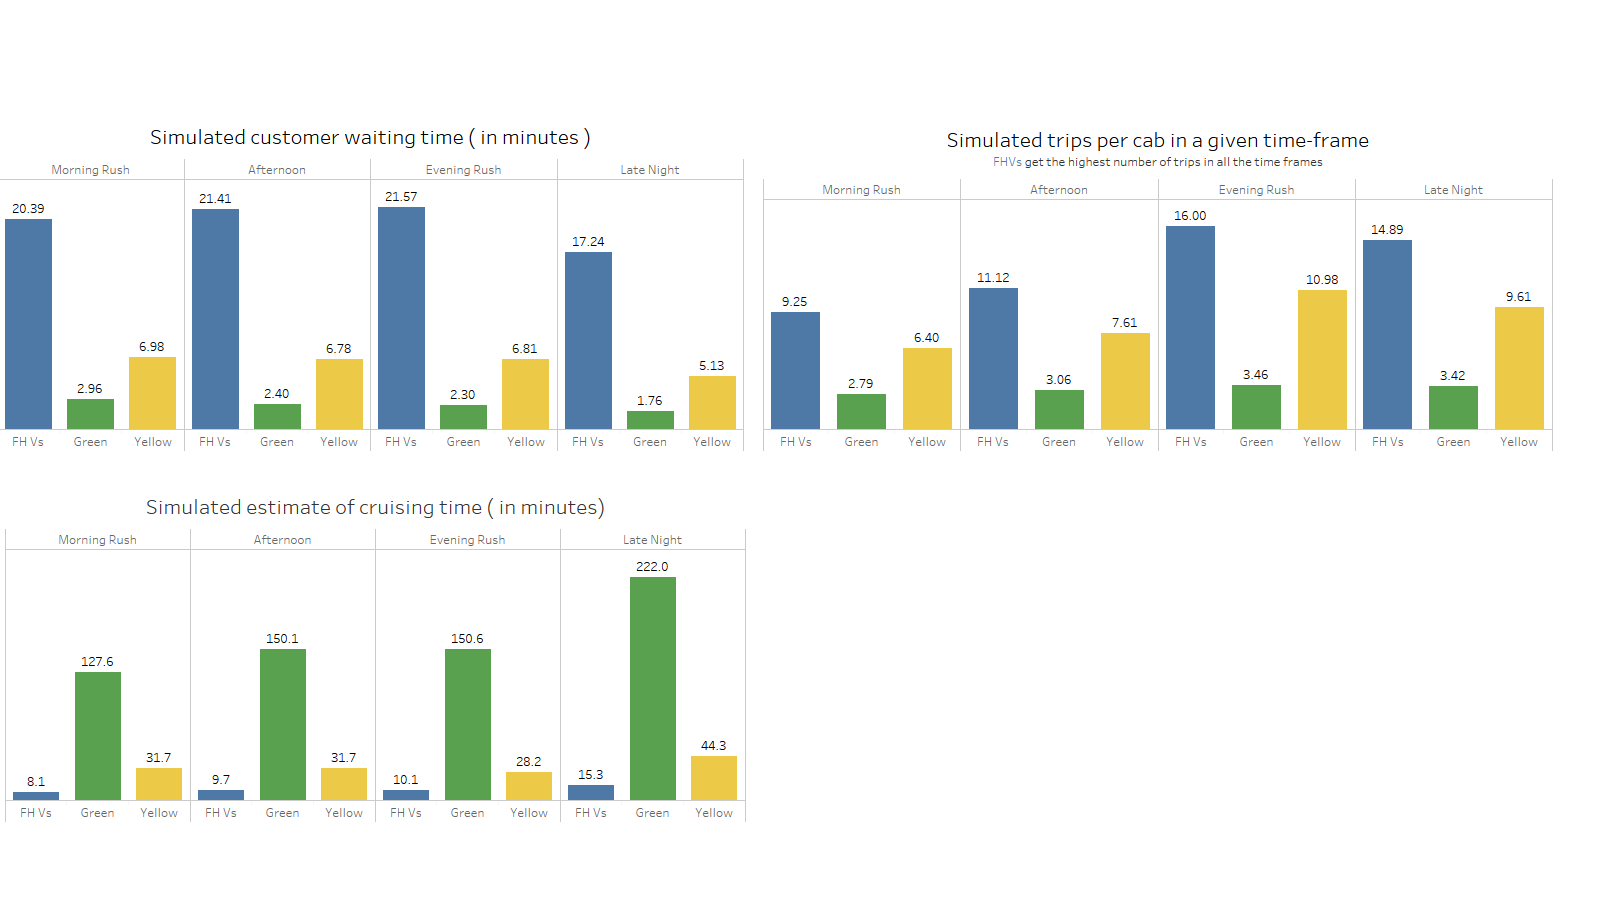 Simulated customer waiting time ( in minutes )
Morning Rush Afternoon Evening Rush Late Night
20.39 2.96 6.98 21.41 2.40 6.78 21.57 2.30 6.81 17.24 1.76 5.13
FH Vs Green Yellow FH Vs Green Yellow FH Vs Green Yellow FH Vs Green Yellow
Simulated trips per cab in a given time-frame
FHVs get the highest number of trips in all the time frames
Morning Rush Afternoon Evening Rush Late Night
9.25 2.79 6.40 11.12 3.06 7.61 16.00 3.46 10.98 14.89 3.42 9.61
FH Vs Green Yellow FH Vs Green Yellow FH Vs Green Yellow FH Vs Green Yellow
Simulated estimate of cruising time ( in minutes)
Morning Rush Afternoon Evening Rush Late Night
8.1 127.6 31.7 9.7 150.1 31.7 10.1 150.6 28.2 15.3 222.0 44.3
FH Vs Green Yellow FH Vs Green Yellow FH Vs Green Yellow FH Vs Green Yellow